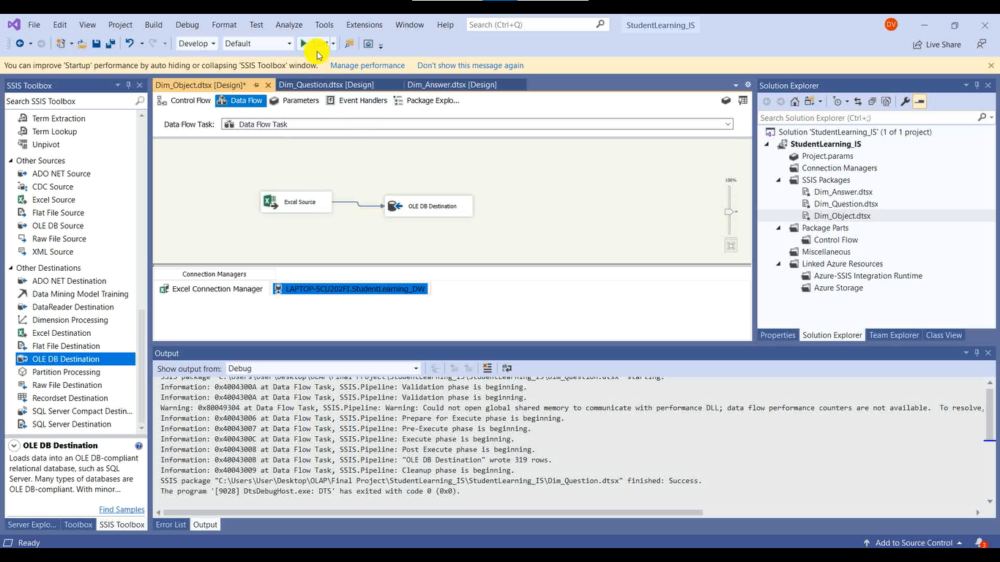 File Edit View Project Build Debug Format Test Analyze Tools Extensions Window Help Search (Ctrl+Q) StudentLearning_IS DV
Develop Default Live Share
You can improve 'Startup' performance by auto hiding or collapsing 'SSIS Toolbox' window. Manage performance Don't show this message again
SSIS Toolbox
Search SSIS Toolbox
Term Extraction
Term Lookup
Unpivot
Other Sources
ADO NET Source
CDC Source
Excel Source
Flat File Source
OLE DB Source
Raw File Source
XML Source
Other Destinations
ADO NET Destination
Data Mining Model Training
DataReader Destination
Dimension Processing
Excel Destination
Flat File Destination
OLE DB Destination
Partition Processing
Raw File Destination
Recordset Destination
SQL Server Compact Destin...
SQL Server Destination
OLE DB Destination
Loads data into an OLE DB-compliant
relational database, such as SQL
Server. Many types of databases are
OLE DB-compliant. With minor...
Find Samples
Server Explo... Toolbox SSIS Toolbox
Dim_Object.dtsx [Design]* Dim_Question.dtsx [Design] Dim_Answer.dtsx [Design]
Control Flow Data Flow Parameters Event Handlers Package Explo...
Data Flow Task: Data Flow Task
Excel Source
OLE DB Destination
100%
Connection Managers
Excel Connection Manager LAPTOP-5CU202FI.StudentLearning_DW
Output
Show output from: Debug
SSIS package "C:\Users\User\Desktop\OLAP\Final Project\StudentLearning_IS\StudentLearning_IS\Dim_Question.dtsx" starting.
Information: 0x4004300A at Data Flow Task, SSIS.Pipeline: Validation phase is beginning.
Information: 0x4004300A at Data Flow Task, SSIS.Pipeline: Validation phase is beginning.
Warning: 0x80049304 at Data Flow Task, SSIS.Pipeline: Warning: Could not open global shared memory to communicate with performance DLL; data flow performance counters are not available.  To resolve,
Information: 0x40043006 at Data Flow Task, SSIS.Pipeline: Prepare for Execute phase is beginning.
Information: 0x40043007 at Data Flow Task, SSIS.Pipeline: Pre-Execute phase is beginning.
Information: 0x4004300C at Data Flow Task, SSIS.Pipeline: Execute phase is beginning.
Information: 0x40043008 at Data Flow Task, SSIS.Pipeline: Post Execute phase is beginning.
Information: 0x4004300B at Data Flow Task, SSIS.Pipeline: "OLE DB Destination" wrote 319 rows.
Information: 0x40043009 at Data Flow Task, SSIS.Pipeline: Cleanup phase is beginning.
SSIS package "C:\Users\User\Desktop\OLAP\Final Project\StudentLearning_IS\StudentLearning_IS\Dim_Question.dtsx" finished: Success.
The program '[9028] DtsDebugHost.exe: DTS' has exited with code 0 (0x0).
Error List Output
Solution Explorer
Search Solution Explorer (Ctrl+;)
Solution 'StudentLearning_IS' (1 of 1 project)
StudentLearning_IS
Project.params
Connection Managers
SSIS Packages
Dim_Answer.dtsx
Dim_Question.dtsx
Dim_Object.dtsx
Package Parts
Control Flow
Miscellaneous
Linked Azure Resources
Azure-SSIS Integration Runtime
Azure Storage
Properties Solution Explorer Team Explorer Class View
Ready Add to Source Control 3